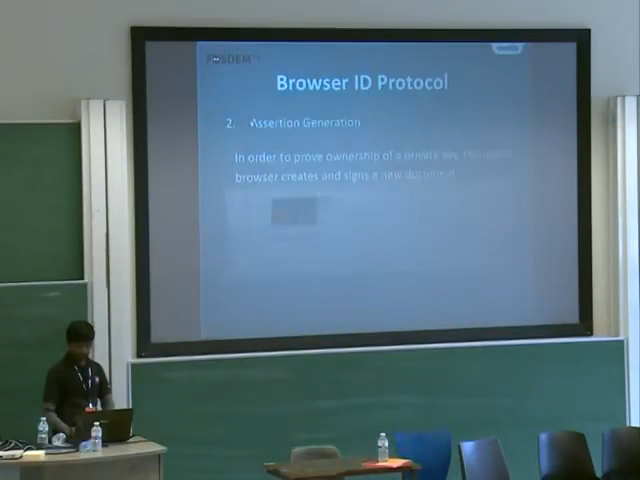 FOSDEM
mozilla
Browser ID Protocol
2. Assertion Generation
In order to prove ownership of a private key, the
browser creates and signs a new document